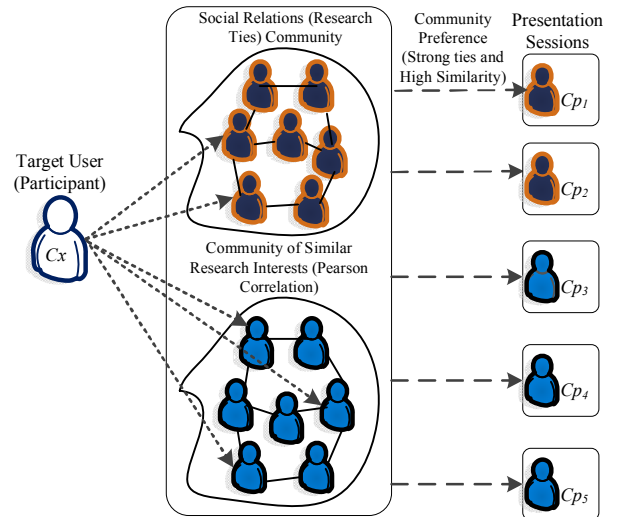 Social Relations (Research
Ties) Community
Community
Preference
(Strong ties and
High Similarity)
Presentation
Sessions
Cp1
Cp2
Target User
(Participant)
Cx
Community of Similar
Research Interests (Pearson
Correlation)
Cp3
Cp4
Cp5